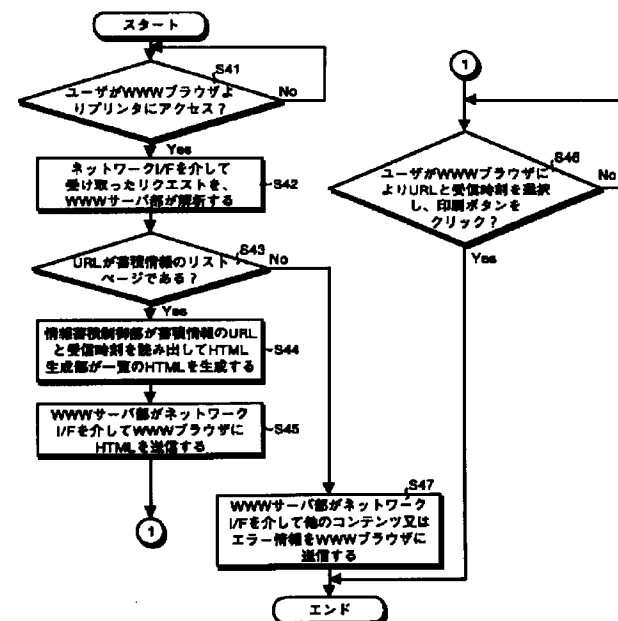 スタート
S41
ユーザがWWWブラウザよ
りプリンタにアクセス？
No
Yes
ネットワークI/Fを介して
受け取ったリクエストを、
WWWサーバ部が解析する
S42
S43
URLが蓄積情報のリスト
ページである？
No
Yes
情報蓄積制御部が蓄積情報のURL
と受信時刻を読み出してHTML
生成部が一覧のHTMLを生成する
S44
WWWサーバ部がネットワーク
I/Fを介してWWWブラウザに
HTMLを送信する
S45
1
1
S46
ユーザがWWWブラウザに
よりURLと受信時刻を選択
し、印刷ボタンを
クリック？
No
Yes
S47
WWWサーバ部がネットワーク
I/Fを介して他のコンテンツ又は
エラー情報をWWWブラウザに
送信する
エンド